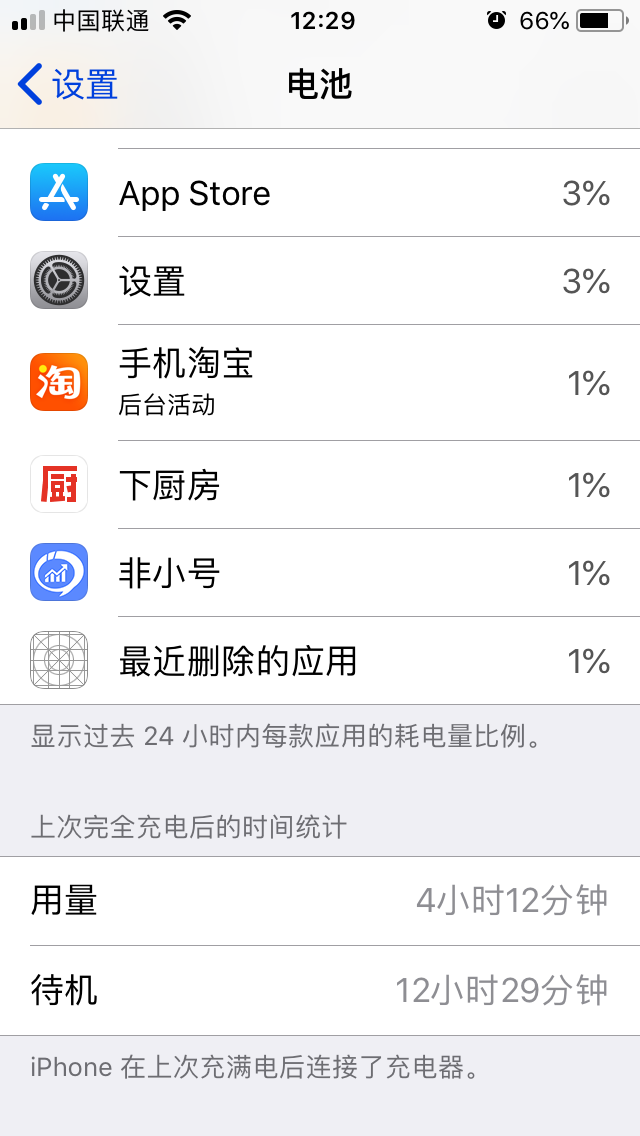 中国联通 12:29 66%
设置 电池
App Store 3%
设置 3%
淘 手机淘宝 1%
后台活动
厨 下厨房 1%
非小号 1%
最近删除的应用 1%
显示过去 24 小时内每款应用的耗电量比例。
上次完全充电后的时间统计
用量 4小时12分钟
待机 12小时29分钟
iPhone 在上次充满电后连接了充电器。